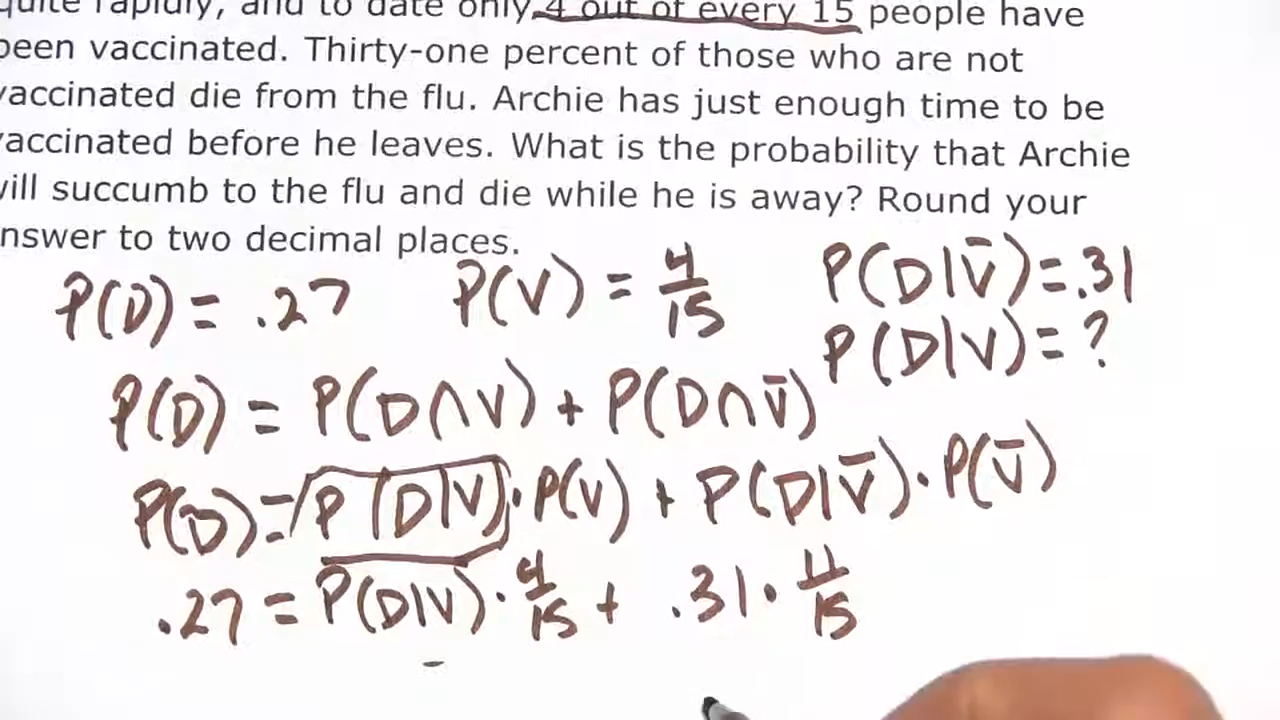 quite rapidly, and to date only 4 out of every 15 people have
been vaccinated. Thirty-one percent of those who are not
vaccinated die from the flu. Archie has just enough time to be
vaccinated before he leaves. What is the probability that Archie
will succumb to the flu and die while he is away? Round your
nswer to two decimal places.
P(D) = .27 P(V) = 4/15 P(D|V̅) = .31
P(D|V) = ?
P(D) = P(D∩V) + P(D∩V̅)
P(D) = P(D|V) · P(V) + P(D|V̅) · P(V̅)
.27 = P(D|V) · 4/15 + .31 · 11/15